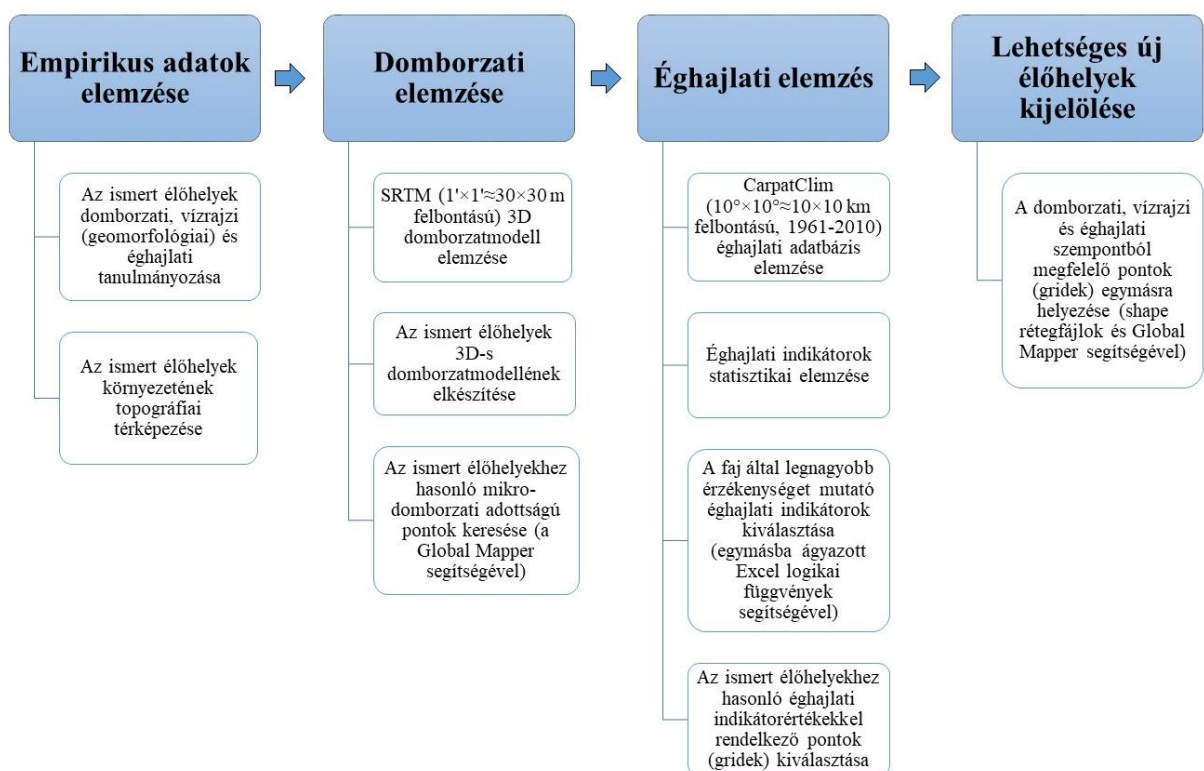 Empirikus adatok
elemzése
Az ismert élőhelyek
domborzati, vízrajzi
(geomorfológiai) és
éghajlati
tanulmányozása
Az ismert élőhelyek
környezetének
topográfiai
térképezése
Domborzati
elemzése
SRTM (1'×1'≈30×30 m
felbontású) 3D
domborzatmodell
elemzése
Az ismert élőhelyek
3D-s
domborzatmodellének
elkészítése
Az ismert élőhelyekhez
hasonló mikro-
domborzati adottságú
pontok keresése (a
Global Mapper
segítségével)
Éghajlati elemzés
CarpatClim
(10°×10°≈10×10 km
felbontású, 1961-2010)
éghajlati adatbázis
elemzése
Éghajlati indikátorok
statisztikai elemzése
A faj által legnagyobb
érzékenységet mutató
éghajlati indikátorok
kiválasztása
(egymásba ágyazott
Excel logikai
függvények
segítségével)
Az ismert élőhelyekhez
hasonló éghajlati
indikátorértékekkel
rendelkező pontok
(gridek) kiválasztása
Lehetséges új
élőhelyek
kijelölése
A domborzati, vízrajzi
és éghajlati
szempontból
megfelelő pontok
(gridek) egymásra
helyezése (shape
rétegfájlok és Global
Mapper segítségével)